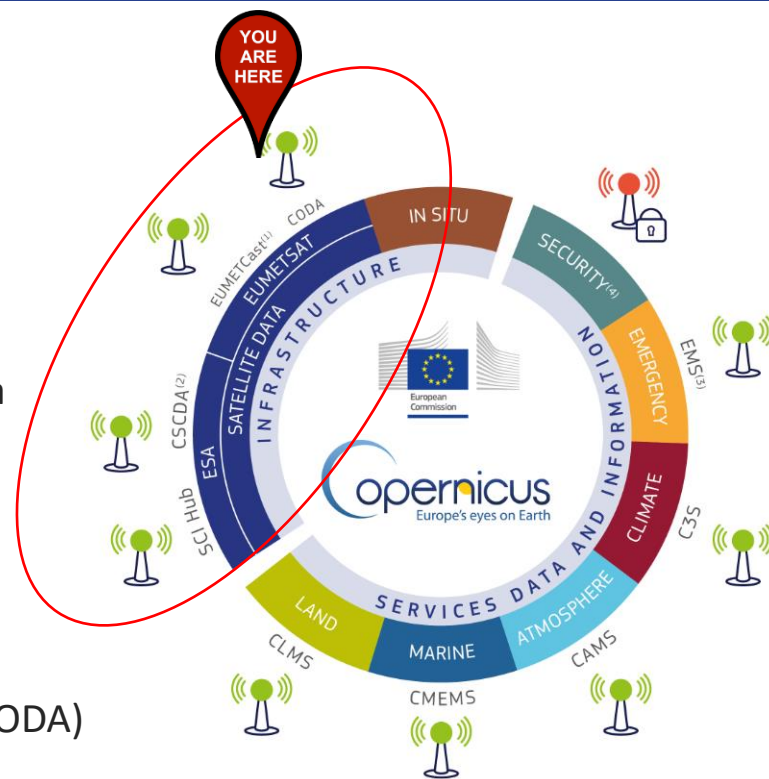 YOU
ARE
HERE
CODA
EUMETCast(1)
EUMETSAT
IN SITU
SATELLITE DATA
INFRASTRUCTURE
CSCDA(2)
ESA
SCI Hub
SECURITY(4)
EMERGENCY
EMS(3)
CLIMATE
C3S
ATMOSPHERE
CAMS
MARINE
CMEMS
LAND
CLMS
SERVICES DATA AND INFORMATION
European
Commission
opernicus
Europe's eyes on Earth
n
ODA)